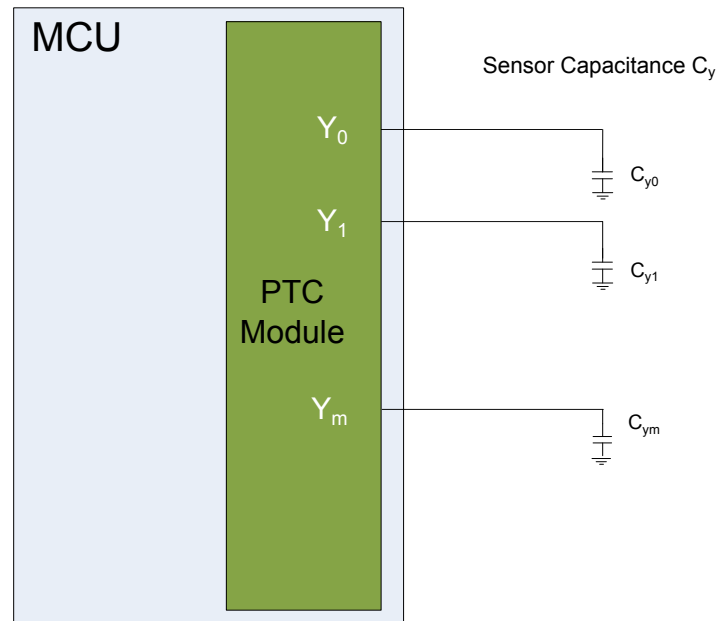 MCU
Sensor Capacitance Cy
Y0
Cy0
Y1
Cy1
PTC
Module
Ym
Cym